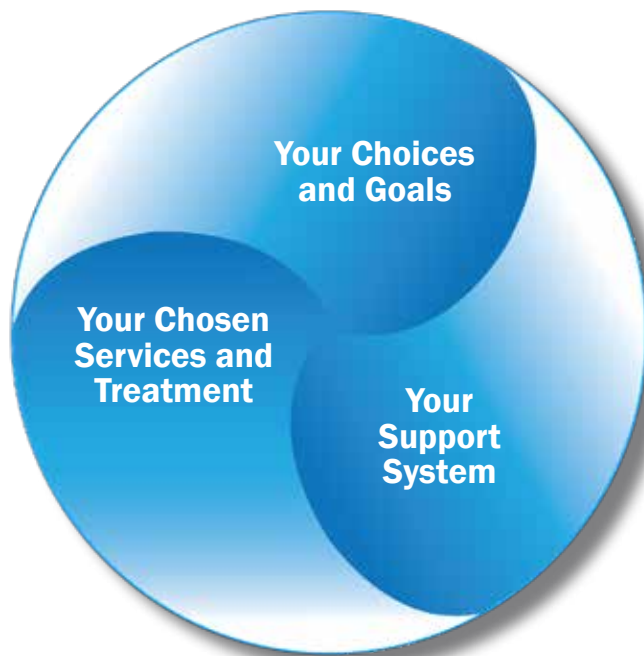 Your Choices
and Goals
Your Chosen
Services and
Treatment
Your
Support
System